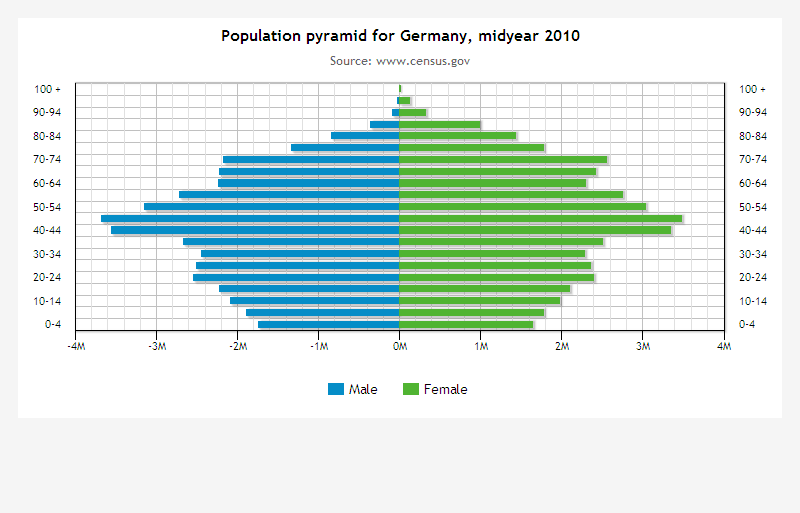 Population pyramid for Germany, midyear 2010
Source: www.census.gov
100 + 100 +
90-94 90-94
80-84 80-84
70-74 70-74
60-64 60-64
50-54 50-54
40-44 40-44
30-34 30-34
20-24 20-24
10-14 10-14
0-4 0-4
-4M -3M -2M -1M 0M 1M 2M 3M 4M
Male Female